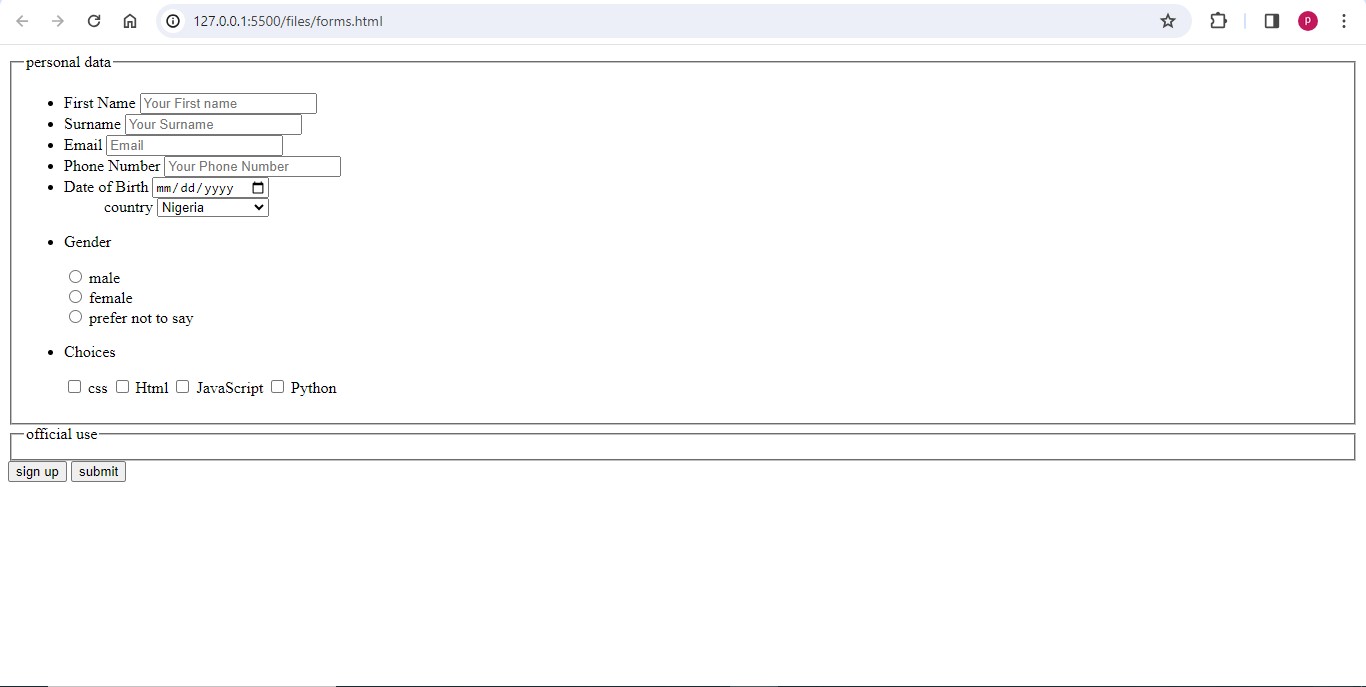 127.0.0.1:5500/files/forms.html
P
personal data
First Name Your First name
Surname Your Surname
Email Email
Phone Number Your Phone Number
Date of Birth mm/dd/yyyy
country Nigeria
Gender
male
female
prefer not to say
Choices
css Html JavaScript Python
official use
sign up submit